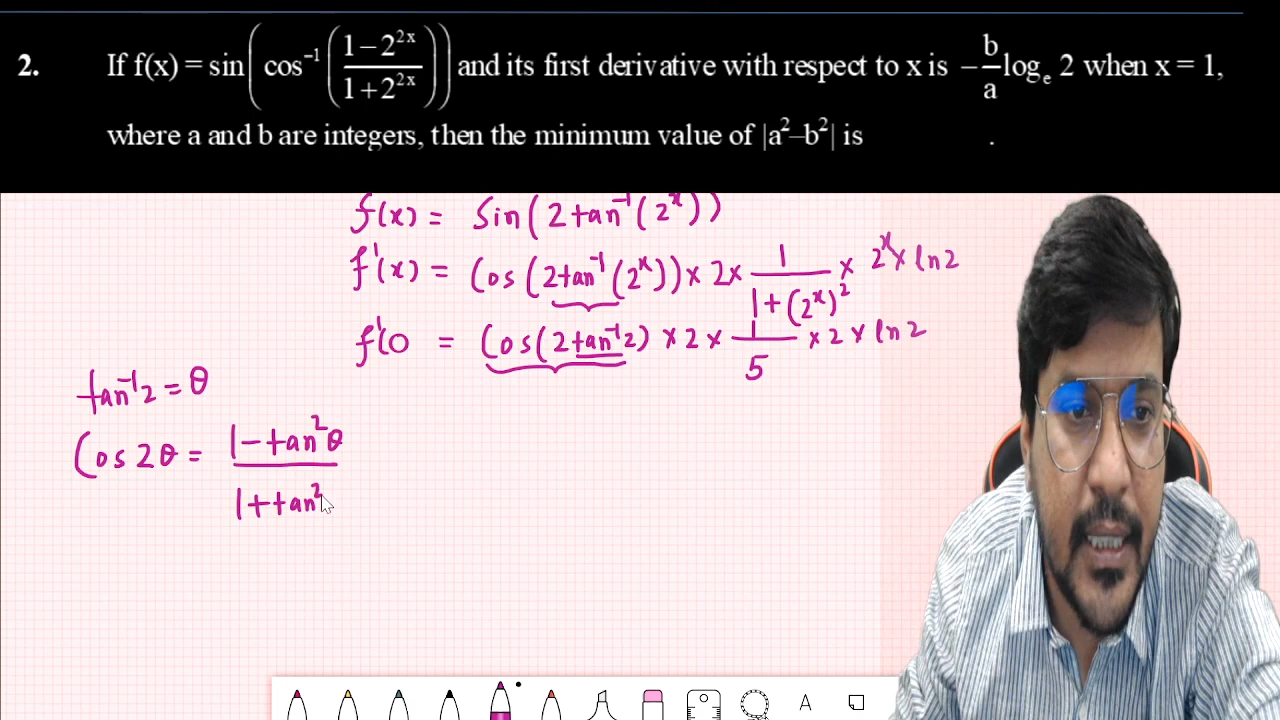 2. If f(x) = sin(cos⁻¹((1−2²ˣ)/(1+2²ˣ))) and its first derivative with respect to x is −(b/a) logₑ 2 when x = 1,
where a and b are integers, then the minimum value of |a²–b²| is .
f(x) = Sin(2tan⁻¹(2ˣ))
f'(x) = Cos(2tan⁻¹(2ˣ))×2× 1/(1+(2ˣ)²) × 2ˣ × ln2
f'() = Cos(2tan⁻¹2) ×2× 1/5 ×2× ln2
tan⁻¹2 = θ
Cos2θ = (1−tan²θ)/(1+tan²
A